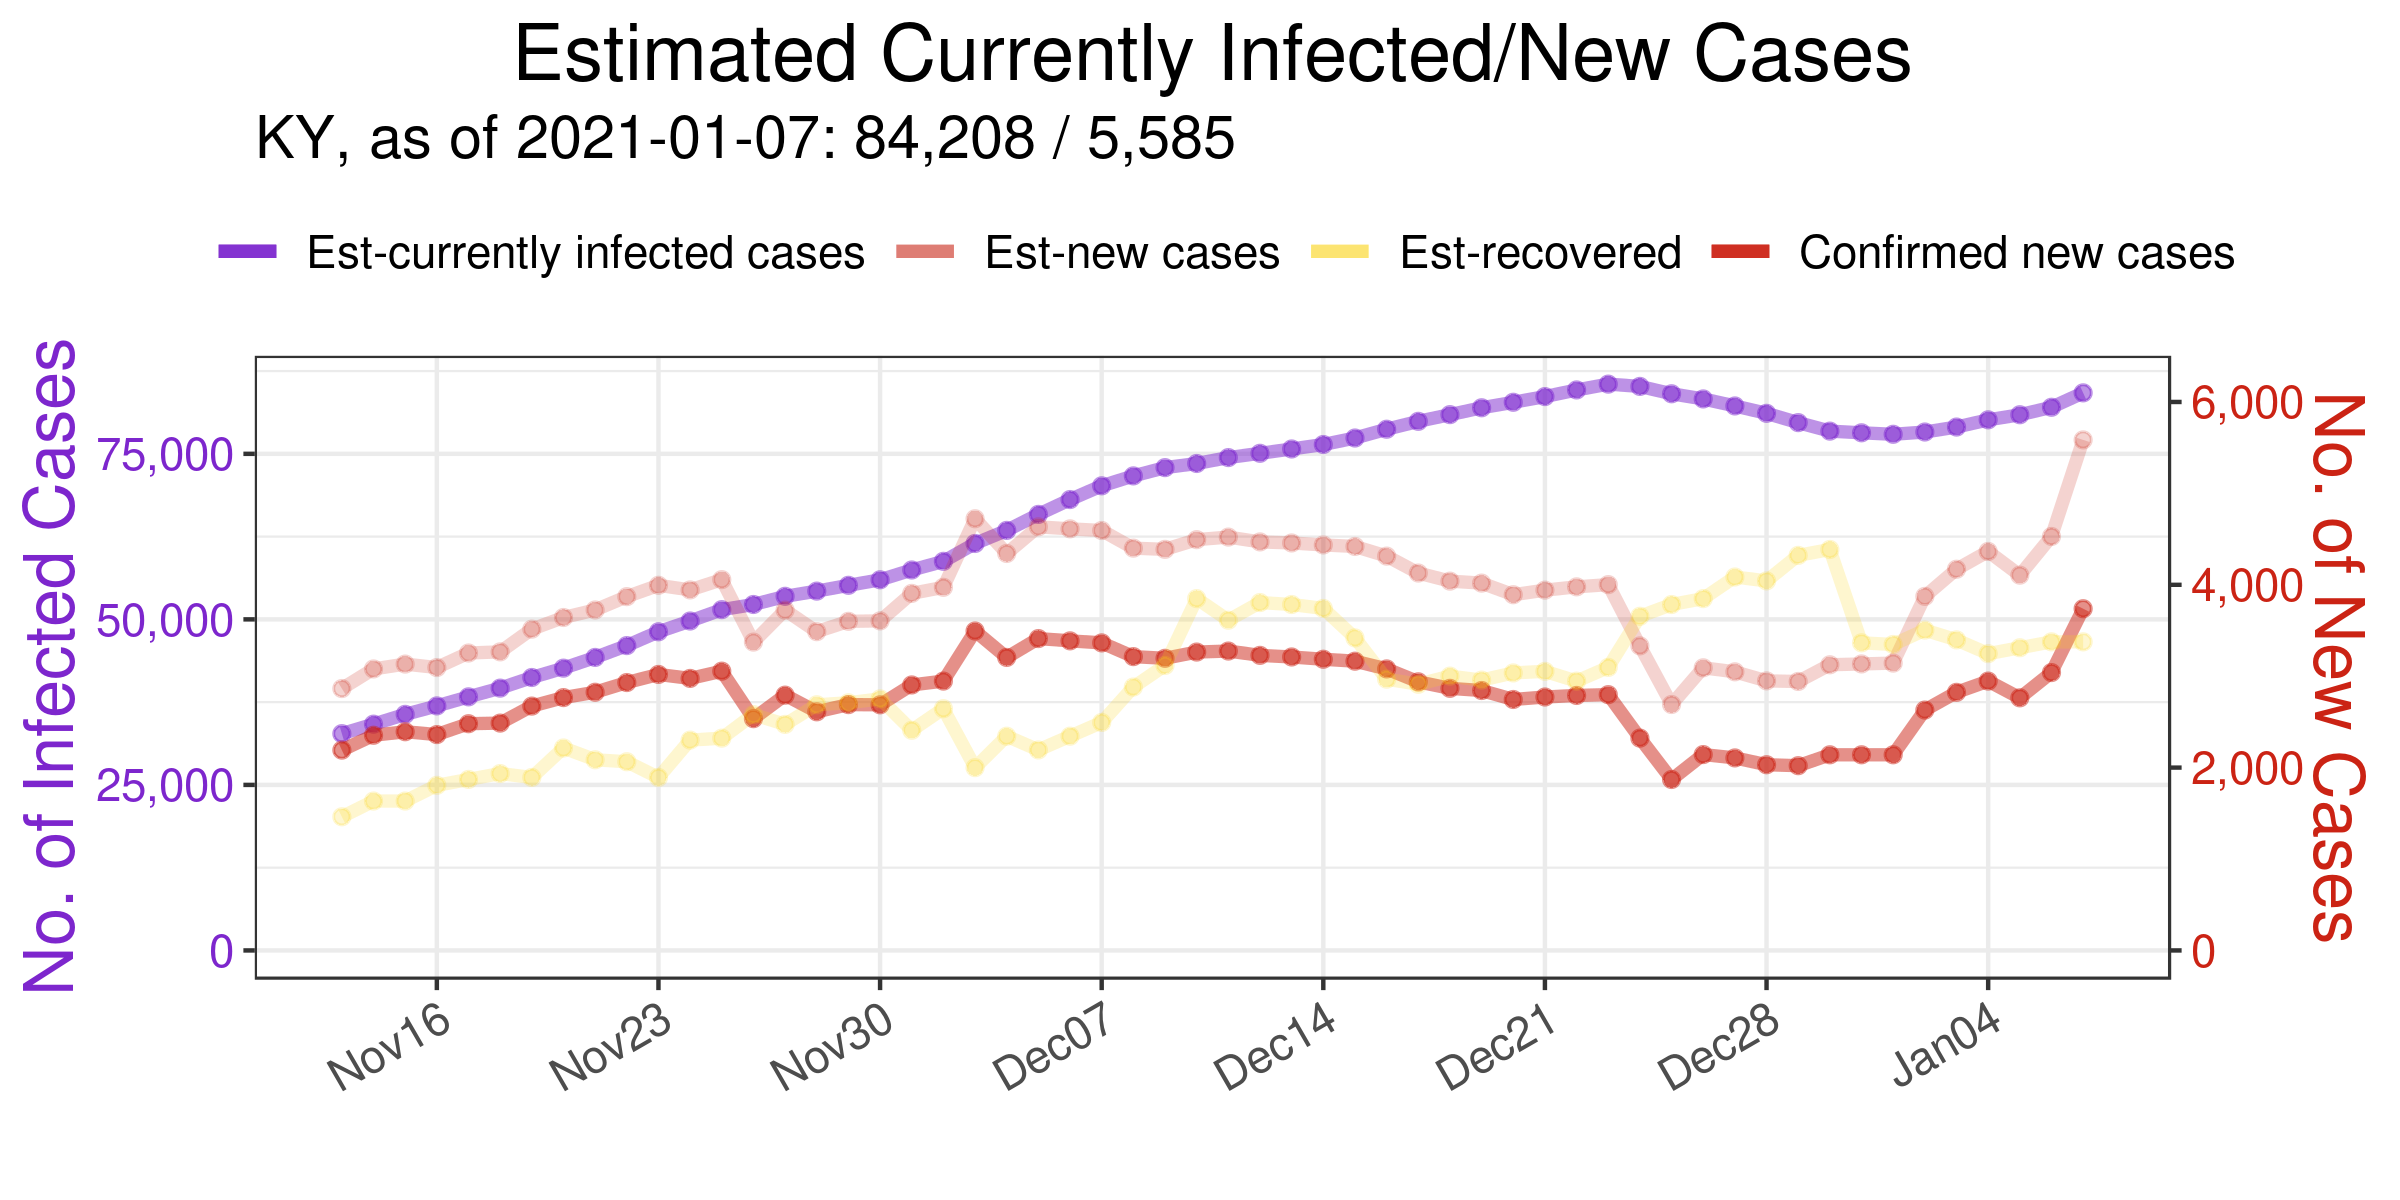 Estimated Currently Infected/New Cases
KY, as of 2021-01-07: 84,208 / 5,585
Est-currently infected cases
Est-new cases
Est-recovered
Confirmed new cases
No. of Infected Cases
75,000
50,000
25,000
0
6,000
4,000
2,000
0
No. of New Cases
Nov16
Nov23
Nov30
Dec07
Dec14
Dec21
Dec28
Jan04